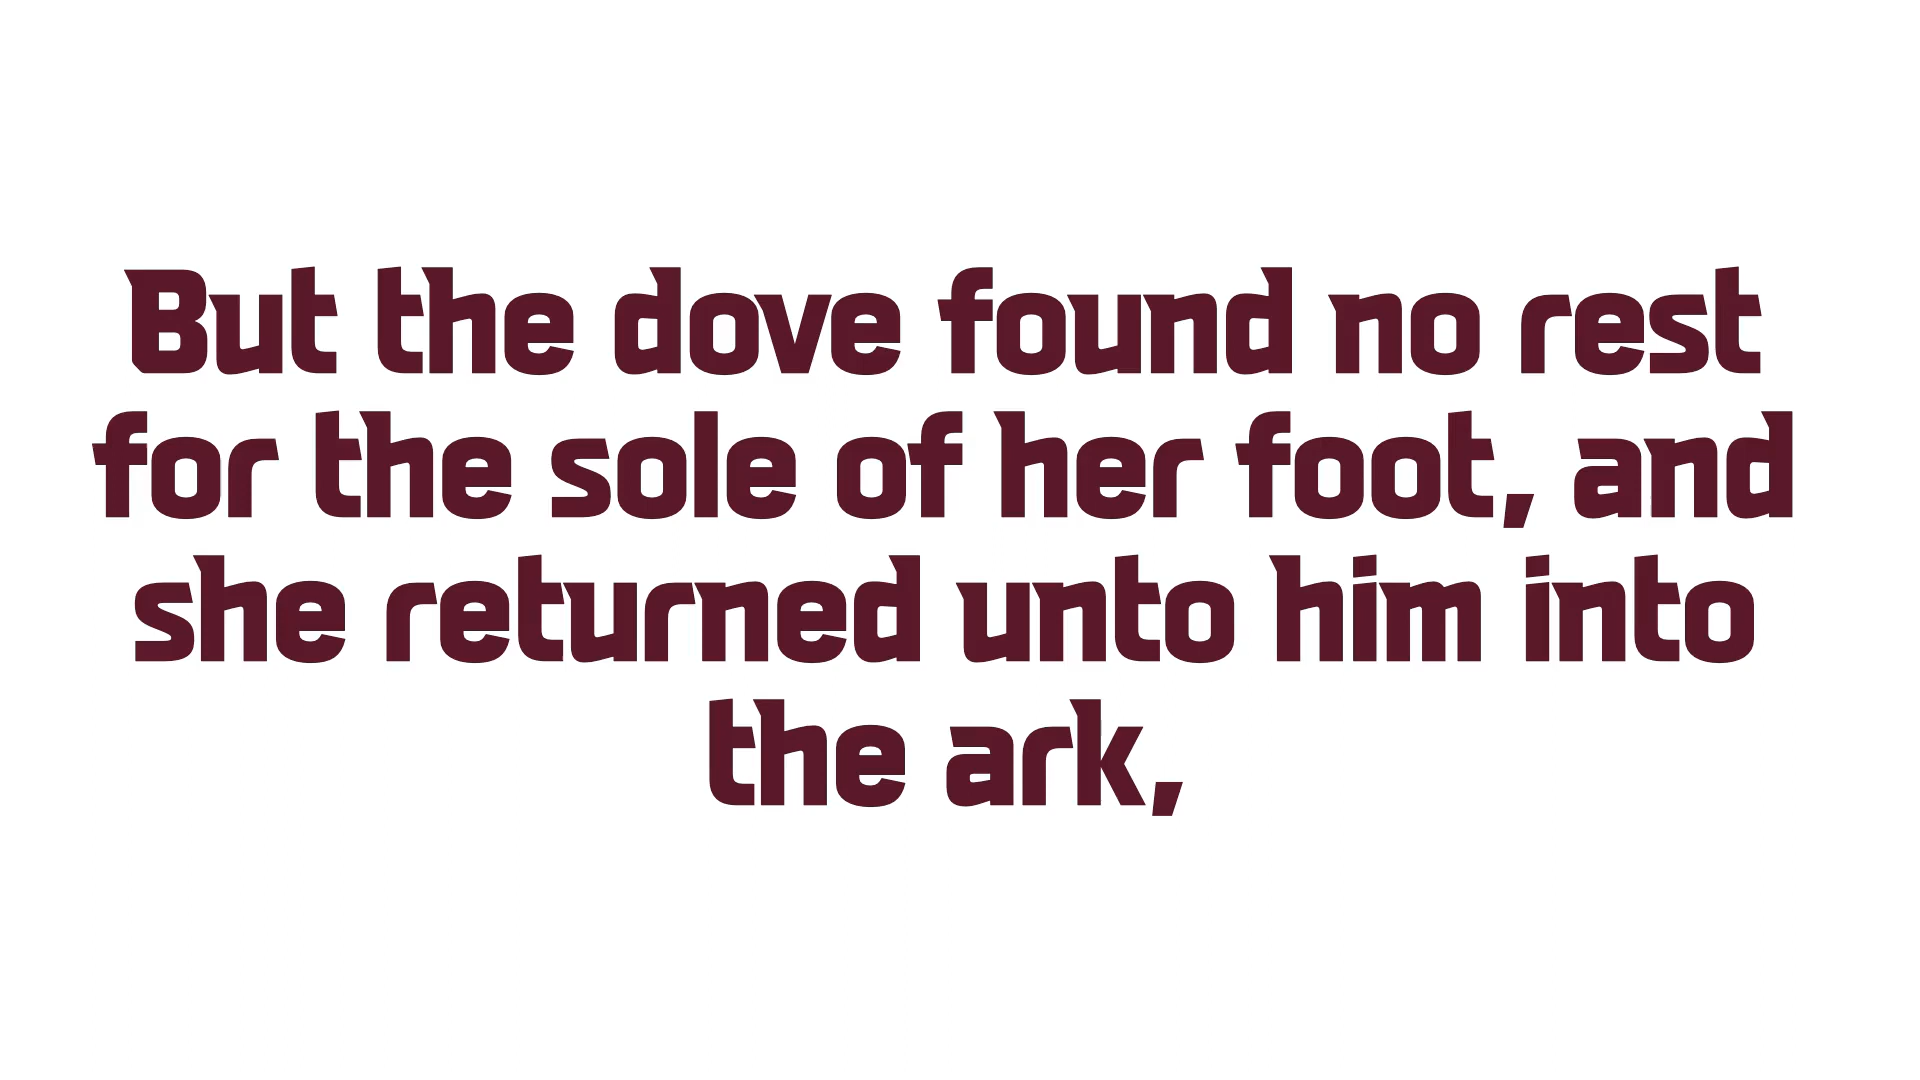 But the dove found no rest
for the sole of her foot, and
she returned unto him into
the ark,